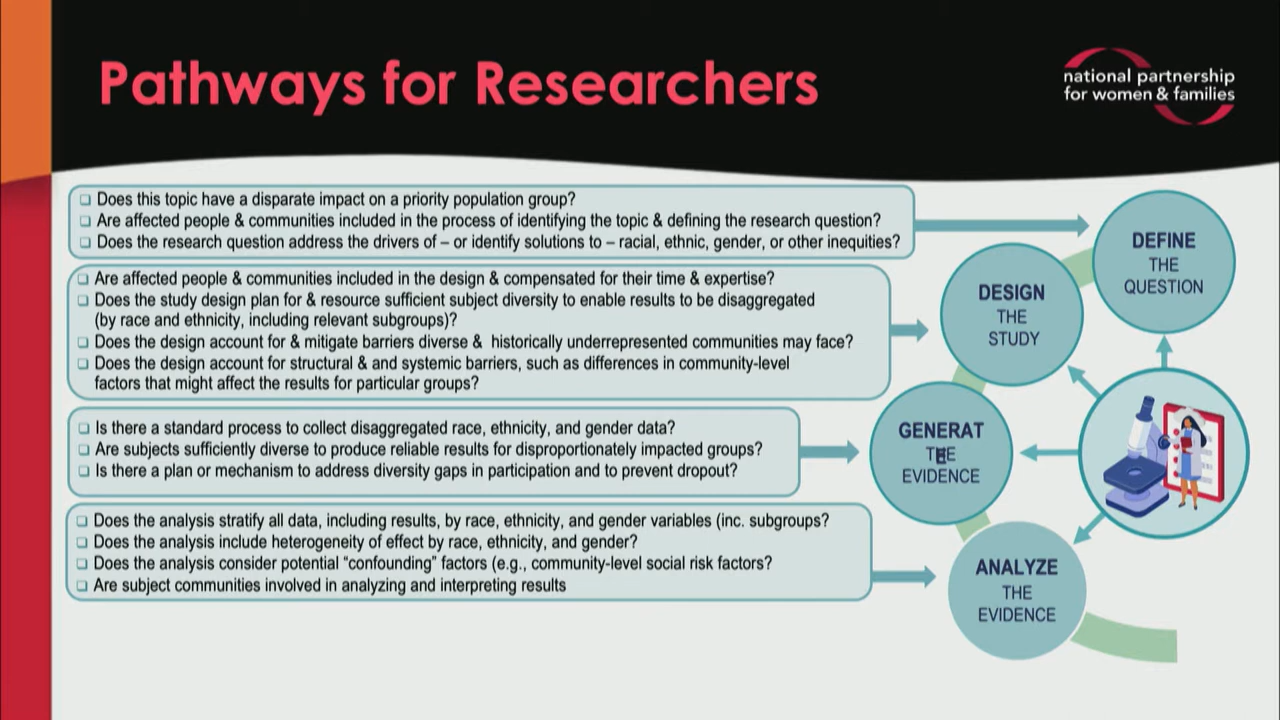 Pathways for Researchers
national partnership
for women & families
❑ Does this topic have a disparate impact on a priority population group?
❑ Are affected people & communities included in the process of identifying the topic & defining the research question?
❑ Does the research question address the drivers of – or identify solutions to – racial, ethnic, gender, or other inequities?
DEFINE
THE
QUESTION
❑ Are affected people & communities included in the design & compensated for their time & expertise?
❑ Does the study design plan for & resource sufficient subject diversity to enable results to be disaggregated
(by race and ethnicity, including relevant subgroups)?
❑ Does the design account for & mitigate barriers diverse & historically underrepresented communities may face?
❑ Does the design account for structural & and systemic barriers, such as differences in community-level
factors that might affect the results for particular groups?
DESIGN
THE
STUDY
❑ Is there a standard process to collect disaggregated race, ethnicity, and gender data?
❑ Are subjects sufficiently diverse to produce reliable results for disproportionately impacted groups?
❑ Is there a plan or mechanism to address diversity gaps in participation and to prevent dropout?
GENERAT
E
THE
EVIDENCE
❑ Does the analysis stratify all data, including results, by race, ethnicity, and gender variables (inc. subgroups?
❑ Does the analysis include heterogeneity of effect by race, ethnicity, and gender?
❑ Does the analysis consider potential “confounding” factors (e.g., community-level social risk factors?
❑ Are subject communities involved in analyzing and interpreting results
ANALYZE
THE
EVIDENCE